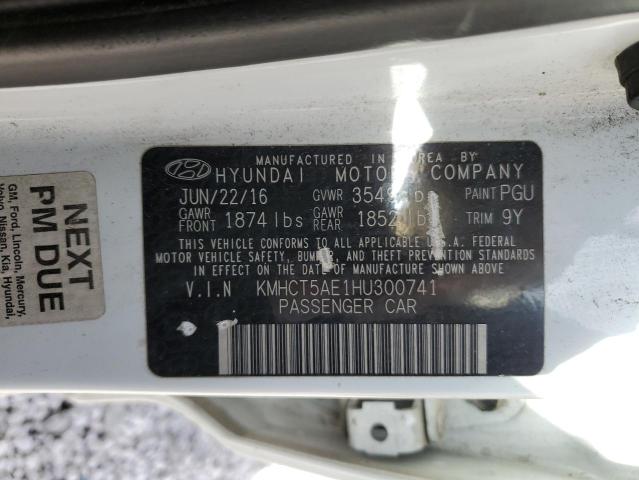 MANUFACTURED IN KOREA BY
HYUNDAI MOTOR COMPANY
JUN/22/16 GVWR PAINT PGU
GAWR FRONT 1874 lbs GAWR REAR TRIM 9Y
THIS VEHICLE CONFORMS TO ALL APPLICABLE U.S.A. FEDERAL
MOTOR VEHICLE SAFETY, BUMPER, AND THEFT PREVENTION STANDARDS
IN EFFECT ON THE DATE OF MANUFACTURE SHOWN ABOVE
V.I.N KMHCT5AE1HU300741
PASSENGER CAR
NEXT
PM DUE
GM, Ford, Lincoln, Mercury,
Volvo, Nissan, Kia, Hyundai,